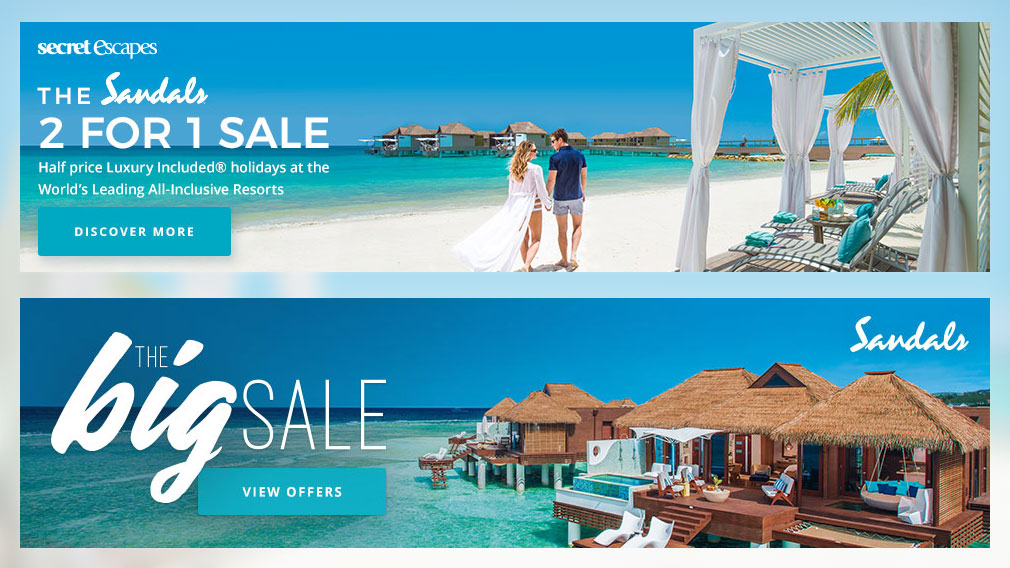 secret escapes
THE Sandals
2 FOR 1 SALE
Half price Luxury Included® holidays at the
World's Leading All-Inclusive Resorts
DISCOVER MORE
Sandals
THE
big SALE
VIEW OFFERS